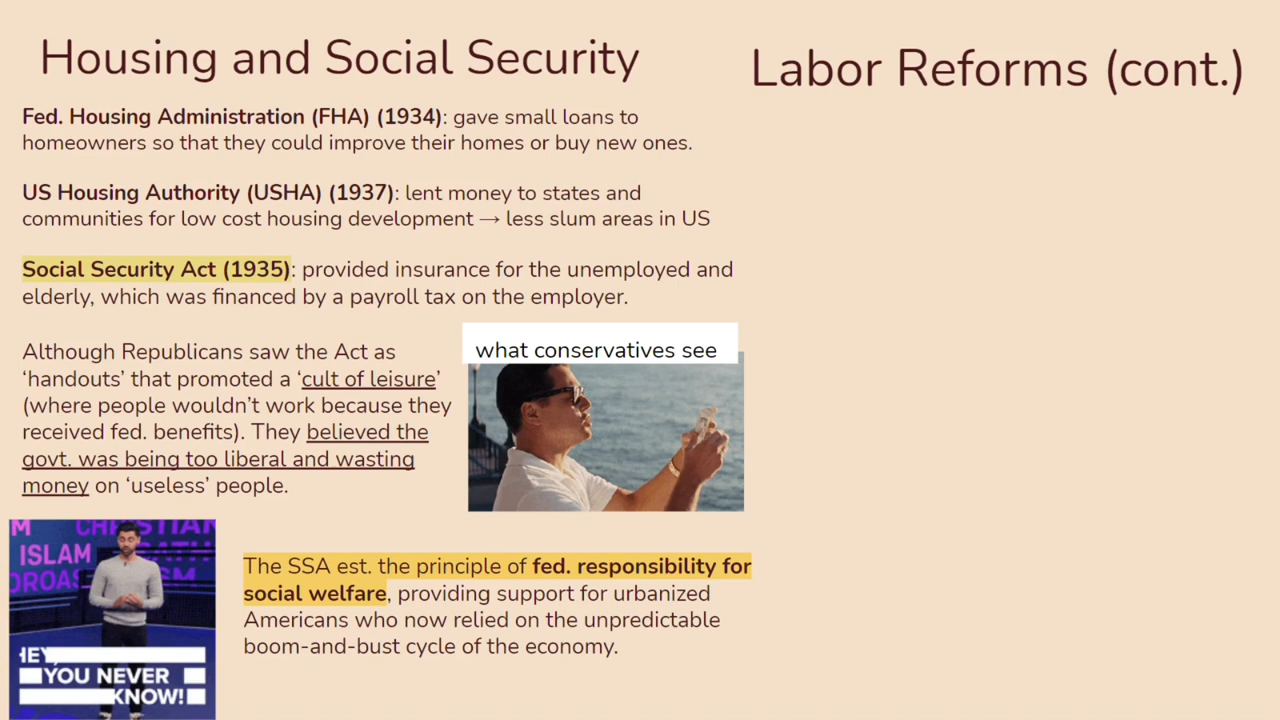 Housing and Social Security
Fed. Housing Administration (FHA) (1934): gave small loans to
homeowners so that they could improve their homes or buy new ones.
US Housing Authority (USHA) (1937): lent money to states and
communities for low cost housing development → less slum areas in US
Social Security Act (1935): provided insurance for the unemployed and
elderly, which was financed by a payroll tax on the employer.
Although Republicans saw the Act as
‘handouts’ that promoted a ‘cult of leisure’
(where people wouldn’t work because they
received fed. benefits). They believed the
govt. was being too liberal and wasting
money on ‘useless’ people.
what conservatives see
CHRISTIAN
ISLAM
HEY,
YOU NEVER
KNOW!
The SSA est. the principle of fed. responsibility for
social welfare, providing support for urbanized
Americans who now relied on the unpredictable
boom-and-bust cycle of the economy.
Labor Reforms (cont.)